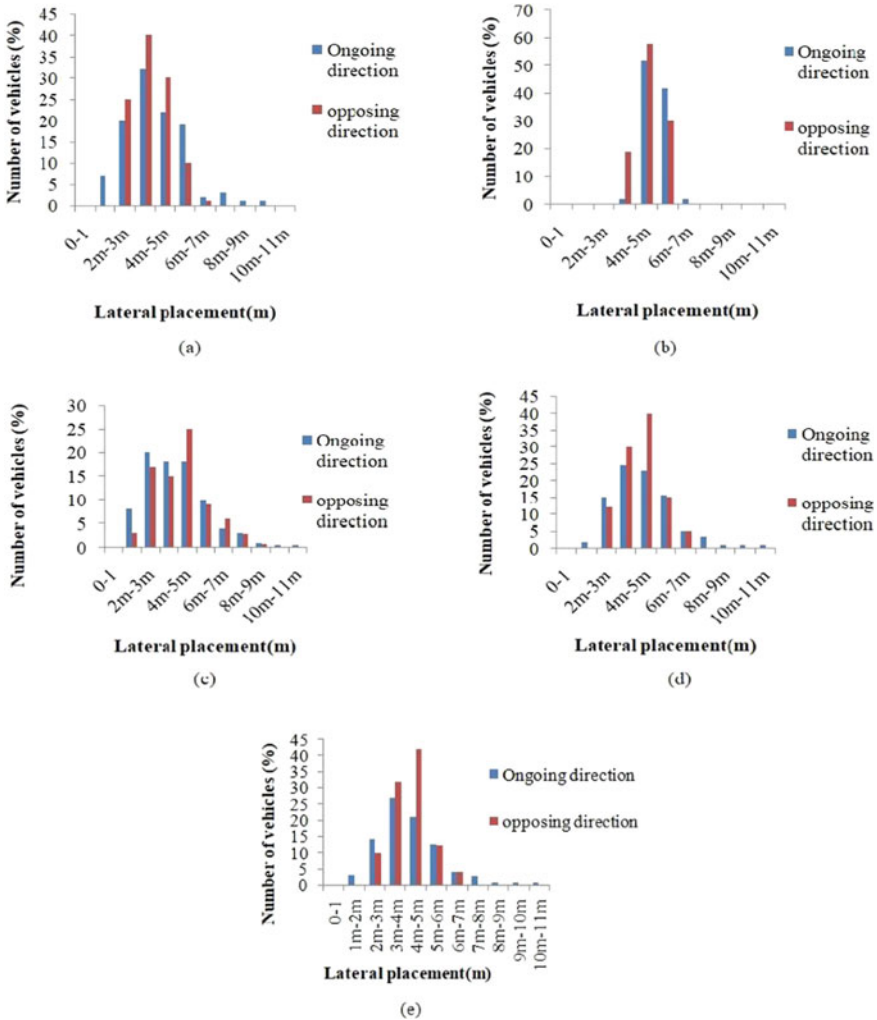 Number of vehicles (%)
40
35
30
25
20
15
10
5
0
0-1
2m-3m
4m-5m
6m-7m
8m-9m
10m-11m
Lateral placement(m)
Ongoing
direction
opposing
direction
(a)
Number of vehicles (%)
70
60
50
40
30
20
10
0
0-1
2m-3m
4m-5m
6m-7m
8m-9m
10m-11m
Lateral placement(m)
Ongoing
direction
opposing
direction
(b)
Number of vehicles (%)
30
25
20
15
10
5
0
0-1
2m-3m
4m-5m
6m-7m
8m-9m
10m-11m
Lateral placement(m)
Ongoing
direction
opposing
direction
(c)
Number of vehicles (%)
45
40
35
30
25
20
15
10
5
0
0-1
2m-3m
4m-5m
6m-7m
8m-9m
10m-11m
Lateral placement(m)
Ongoing
direction
opposing
direction
(d)
Number of vehicles (%)
45
40
35
30
25
20
15
10
5
0
0-1
1m-2m
2m-3m
3m-4m
4m-5m
5m-6m
6m-7m
7m-8m
8m-9m
9m-10m
10m-11m
Lateral placement(m)
Ongoing direction
opposing direction
(e)